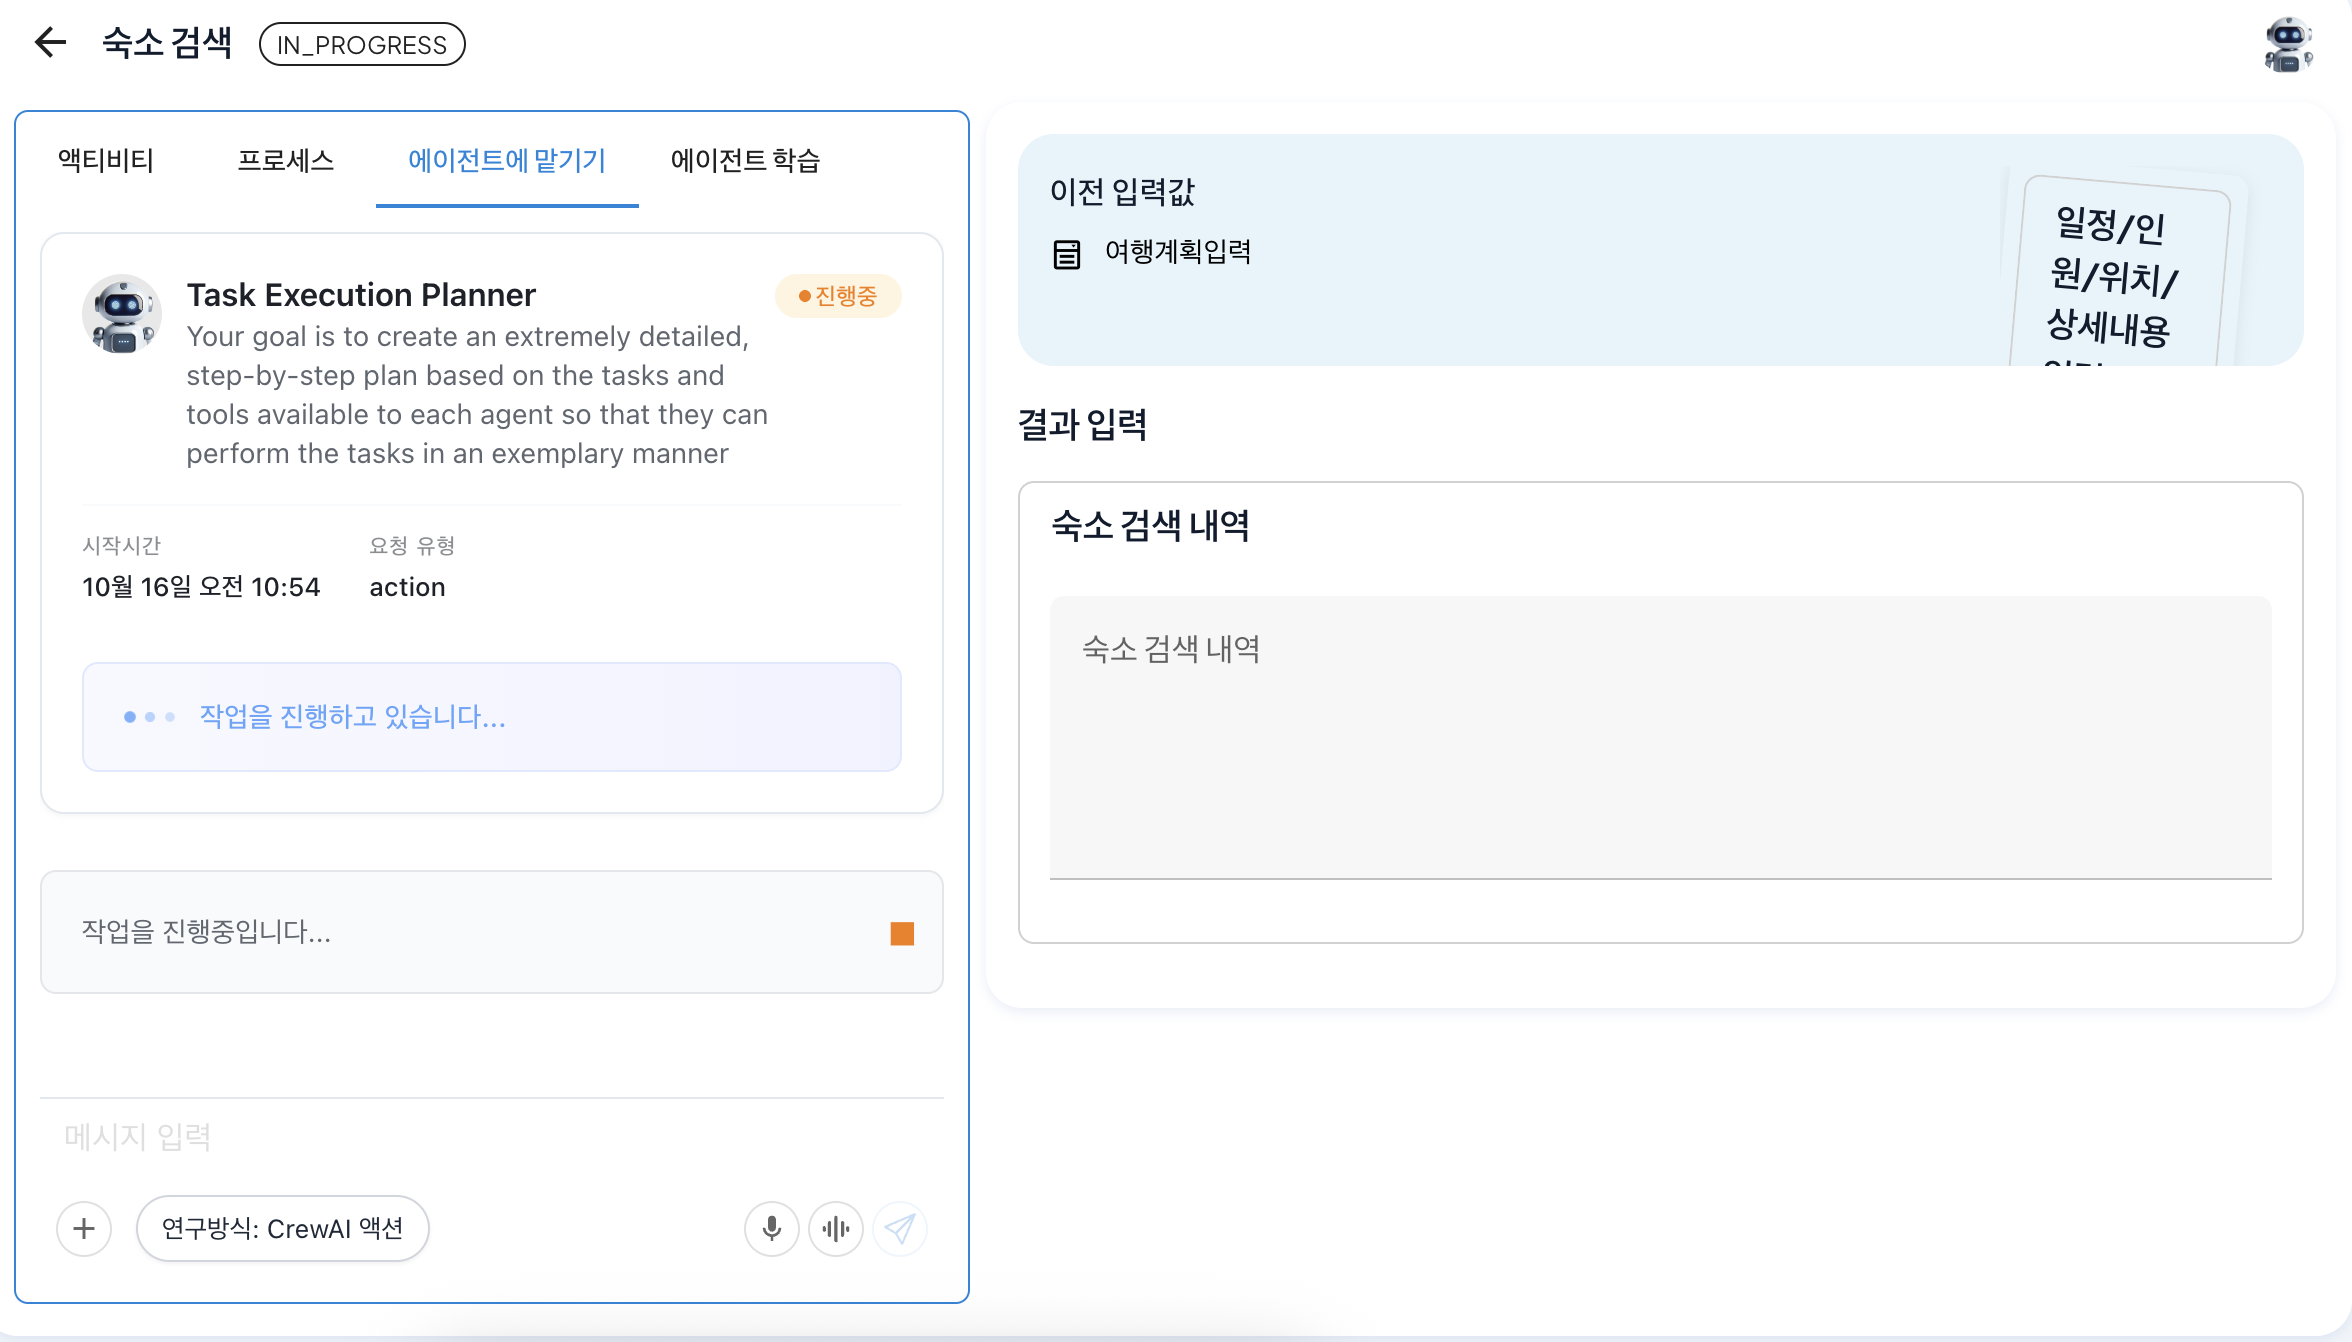 숙소 검색
IN_PROGRESS
액티비티
프로세스
에이전트에 맡기기
에이전트 학습
Task Execution Planner
진행중
Your goal is to create an extremely detailed,
step-by-step plan based on the tasks and
tools available to each agent so that they can
perform the tasks in an exemplary manner
시작시간
요청 유형
10월 16일 오전 10:54
action
작업을 진행하고 있습니다...
작업을 진행중입니다...
메시지 입력
연구방식: CrewAI 액션
이전 입력값
여행계획입력
일정/인
원/위치/
상세내용
결과 입력
숙소 검색 내역
숙소 검색 내역